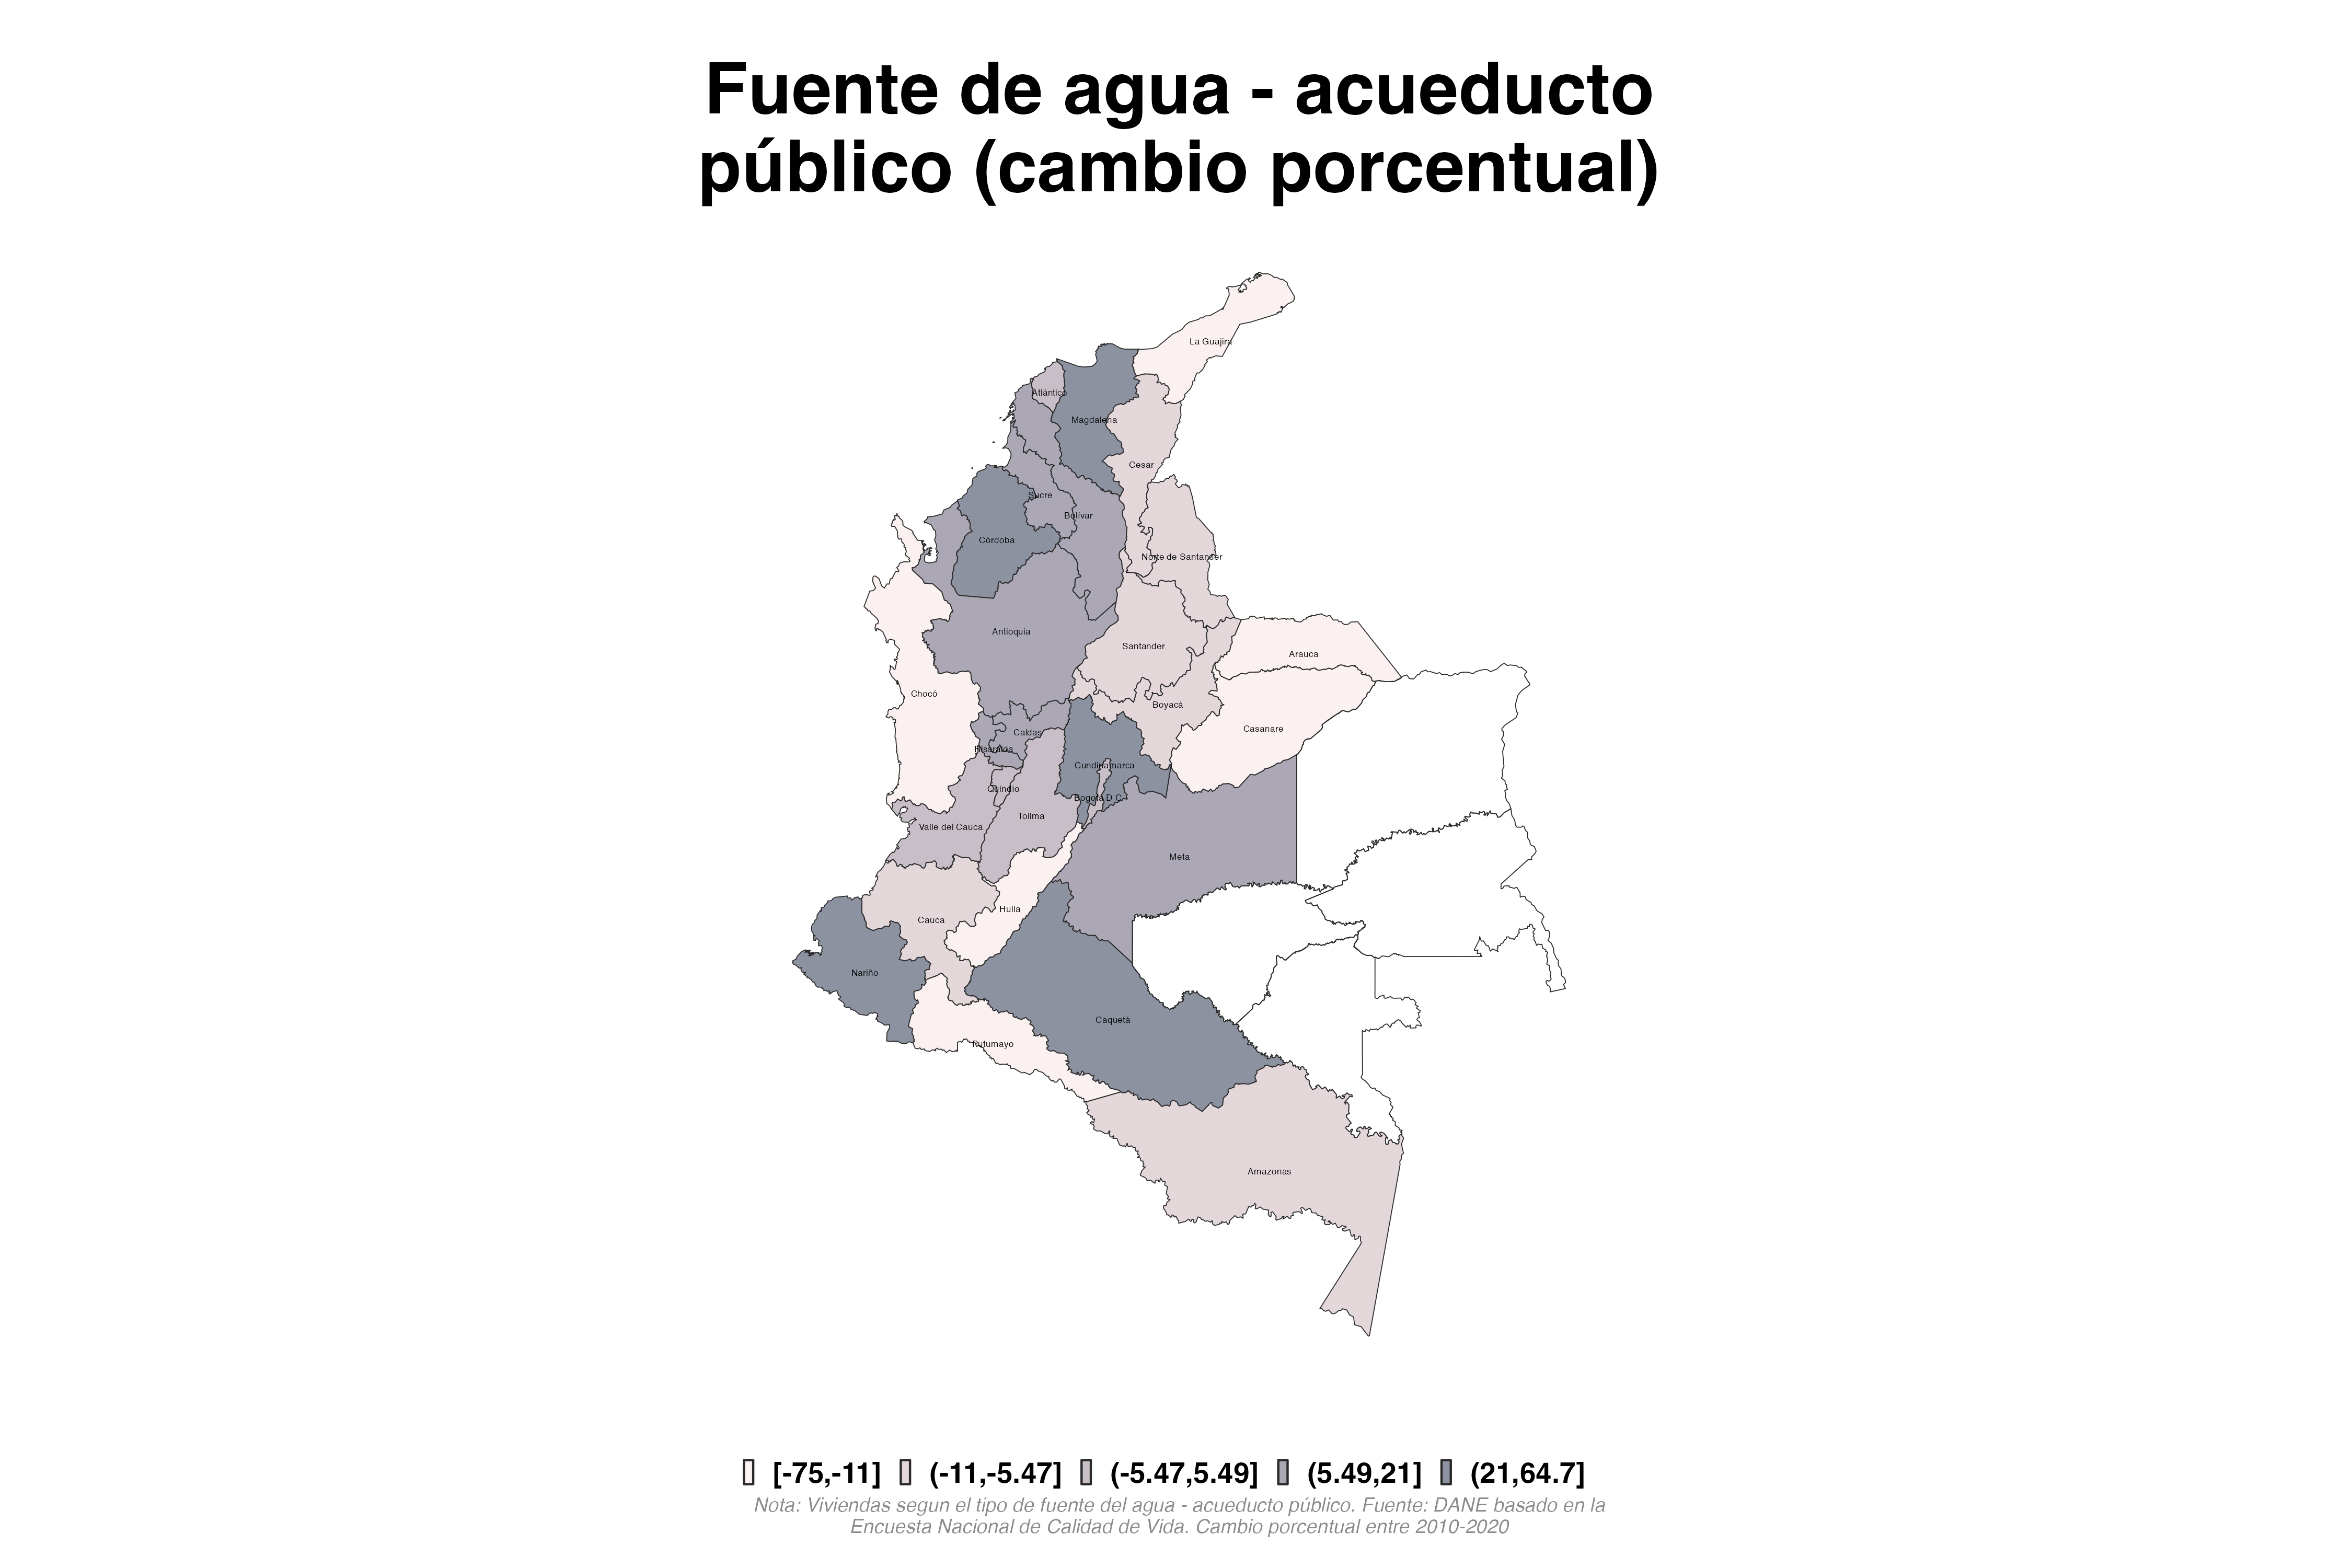 Fuente de agua - acueducto
público (cambio porcentual)
La Guajira
Atlántico
Magdalena
Cesar
Sucre
Bolívar
Córdoba
Norte de Santander
Antioquia
Santander
Arauca
Chocó
Boyacá
Casanare
Caldas
Risaralda
Cundinamarca
Quindío
Bogotá D.C.
Tolima
Valle del Cauca
Meta
Huila
Cauca
Nariño
Caquetá
Putumayo
Amazonas
[-75,-11] (-11,-5.47] (-5.47,5.49] (5.49,21] (21,64.7]
Nota: Viviendas segun el tipo de fuente del agua - acueducto público. Fuente: DANE basado en la
Encuesta Nacional de Calidad de Vida. Cambio porcentual entre 2010-2020